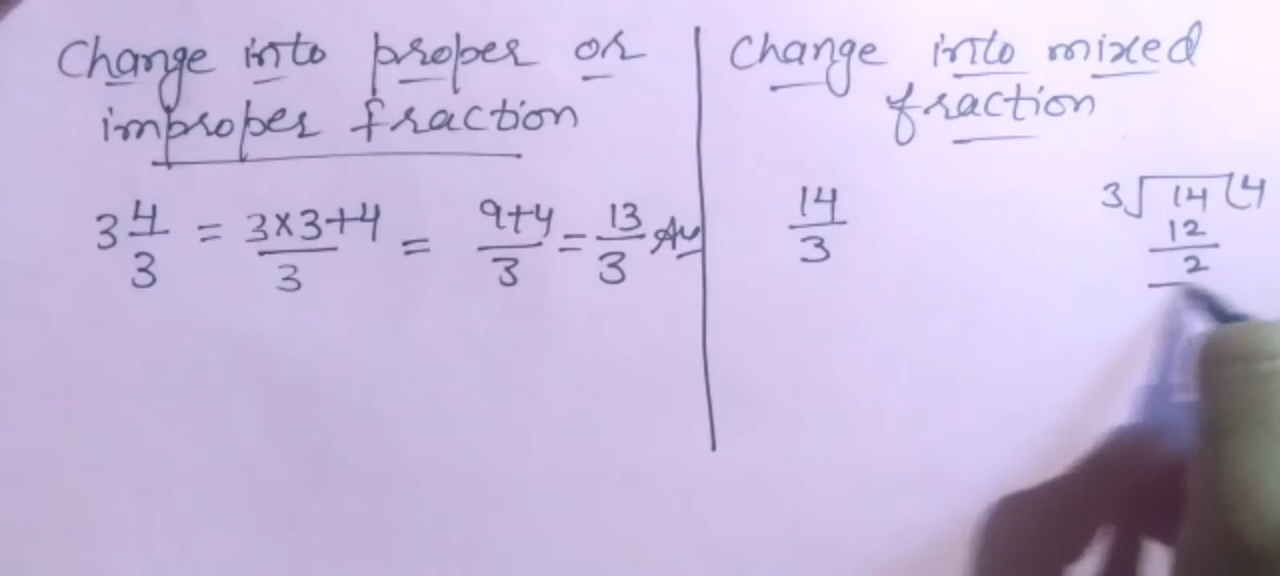 Change into proper or
improper fraction
3 4/3 = 3×3+4/3 = 9+4/3 = 13/3 Ans
Change into mixed
fraction
14/3
3√14(4
12
2